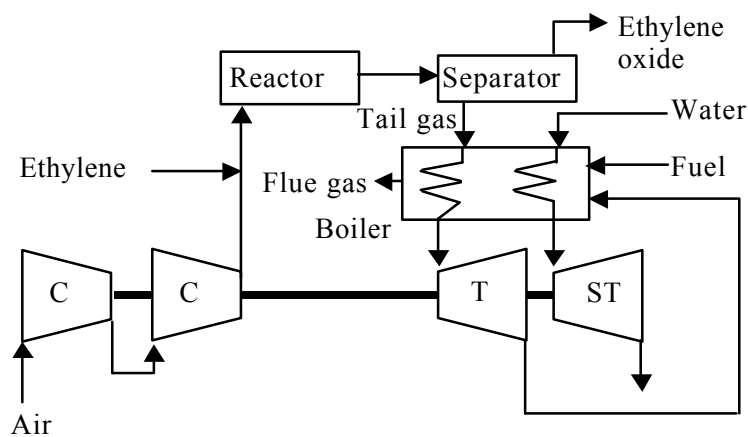 Ethylene
oxide
Reactor
Separator
Tail gas
Water
Ethylene
Flue gas
Fuel
Boiler
C
C
T
ST
Air